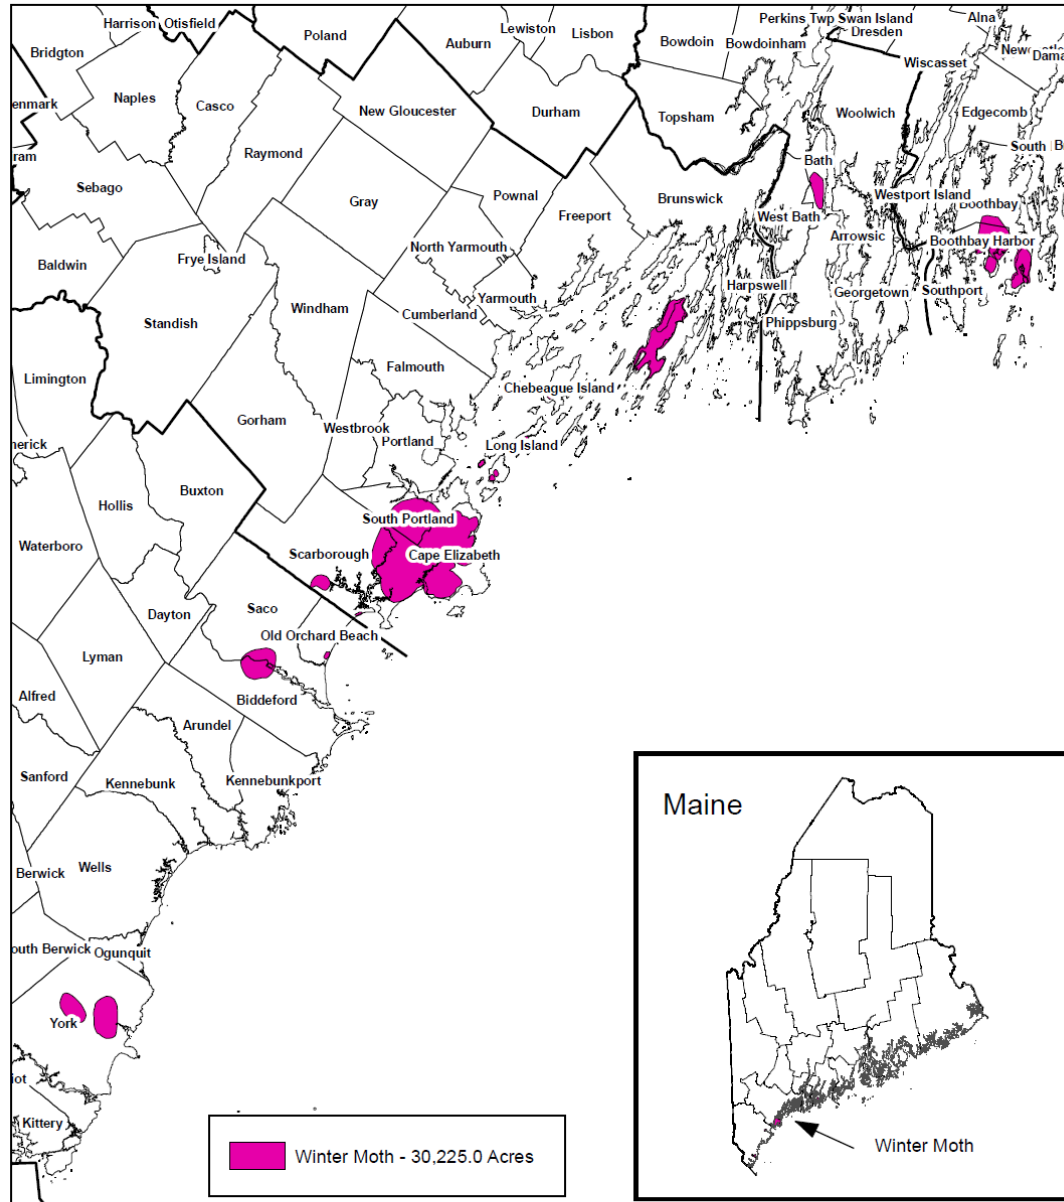 Harrison Otisfield
Perkins Twp Swan Island
Alna
Poland
Lewiston
Lisbon
Dresden
Auburn
Bowdoin
Bowdoinham
Bridgton
Wiscasset
Naples
Casco
New Gloucester
Durham
Topsham
Woolwich
Edgecomb
Raymond
South
Bath
Sebago
Gray
Pownal
Brunswick
Westport Island
Freeport
West Bath
Boothbay
Arrowsic
Boothbay Harbor
North Yarmouth
Baldwin
Frye Island
Harpswell
Georgetown
Southport
Yarmouth
Windham
Cumberland
Phippsburg
Standish
Falmouth
Limington
Chebeague Island
Gorham
Westbrook
Portland
Long Island
Buxton
Hollis
South Portland
Waterboro
Scarborough
Cape Elizabeth
Saco
Dayton
Old Orchard Beach
Lyman
Alfred
Biddeford
Arundel
Sanford
Kennebunk
Kennebunkport
Wells
Berwick
outh Berwick
Ogunquit
York
Kittery
Maine
Winter Moth
Winter Moth - 30,225.0 Acres